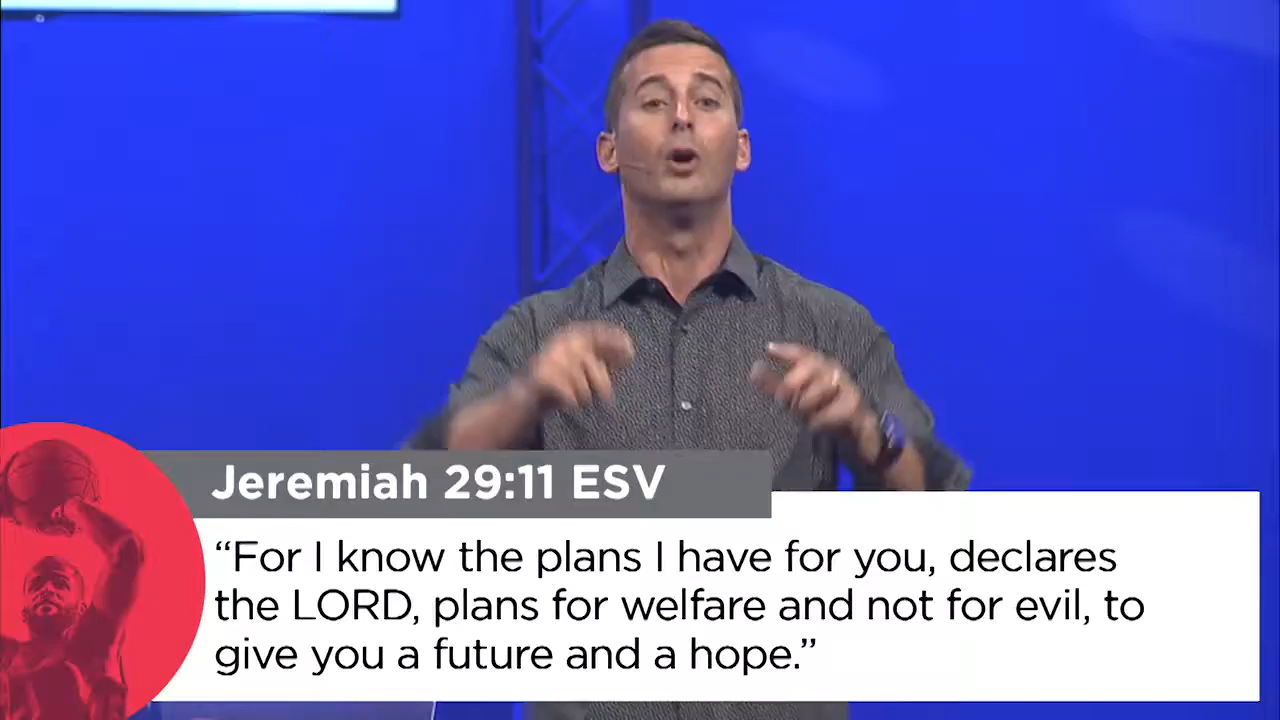 Jeremiah 29:11 ESV
“For I know the plans I have for you, declares
the LORD, plans for welfare and not for evil, to
give you a future and a hope.”